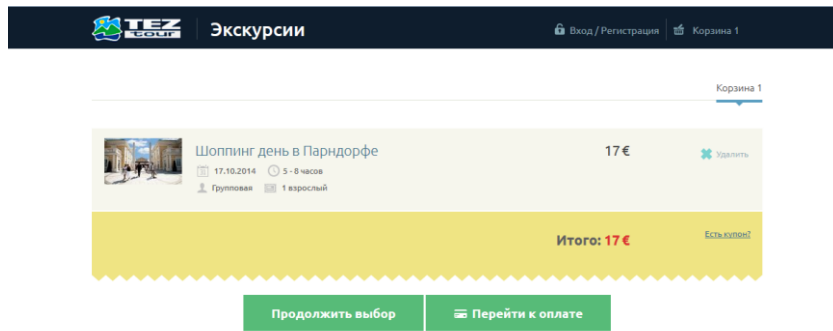 TEZ tour Экскурсии Вход / Регистрация Корзина 1
Корзина 1
Шоппинг день в Парндорфе 17 € Удалить
17.10.2014 5 - 8 часов
Групповая 1 взрослый
Итого: 17 € Есть купон?
Продолжить выбор Перейти к оплате